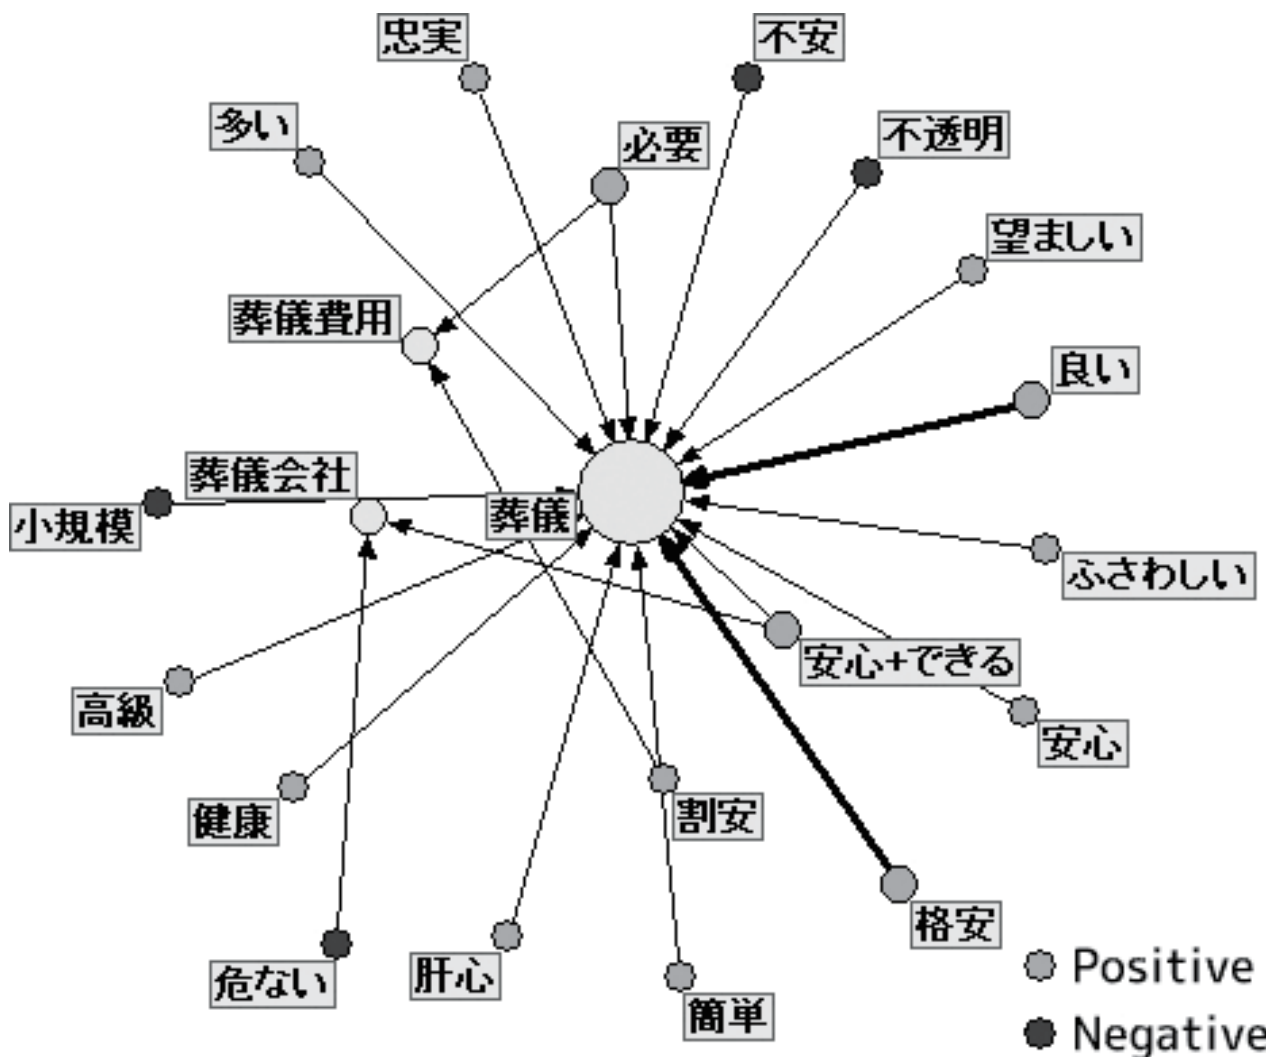 忠実
不安
多い
必要
不透明
望ましい
葬儀費用
良い
葬儀会社
小規模
葬儀
ふさわしい
安心+できる
高級
安心
健康
割安
格安
危ない
肝心
簡単
Positive
Negative